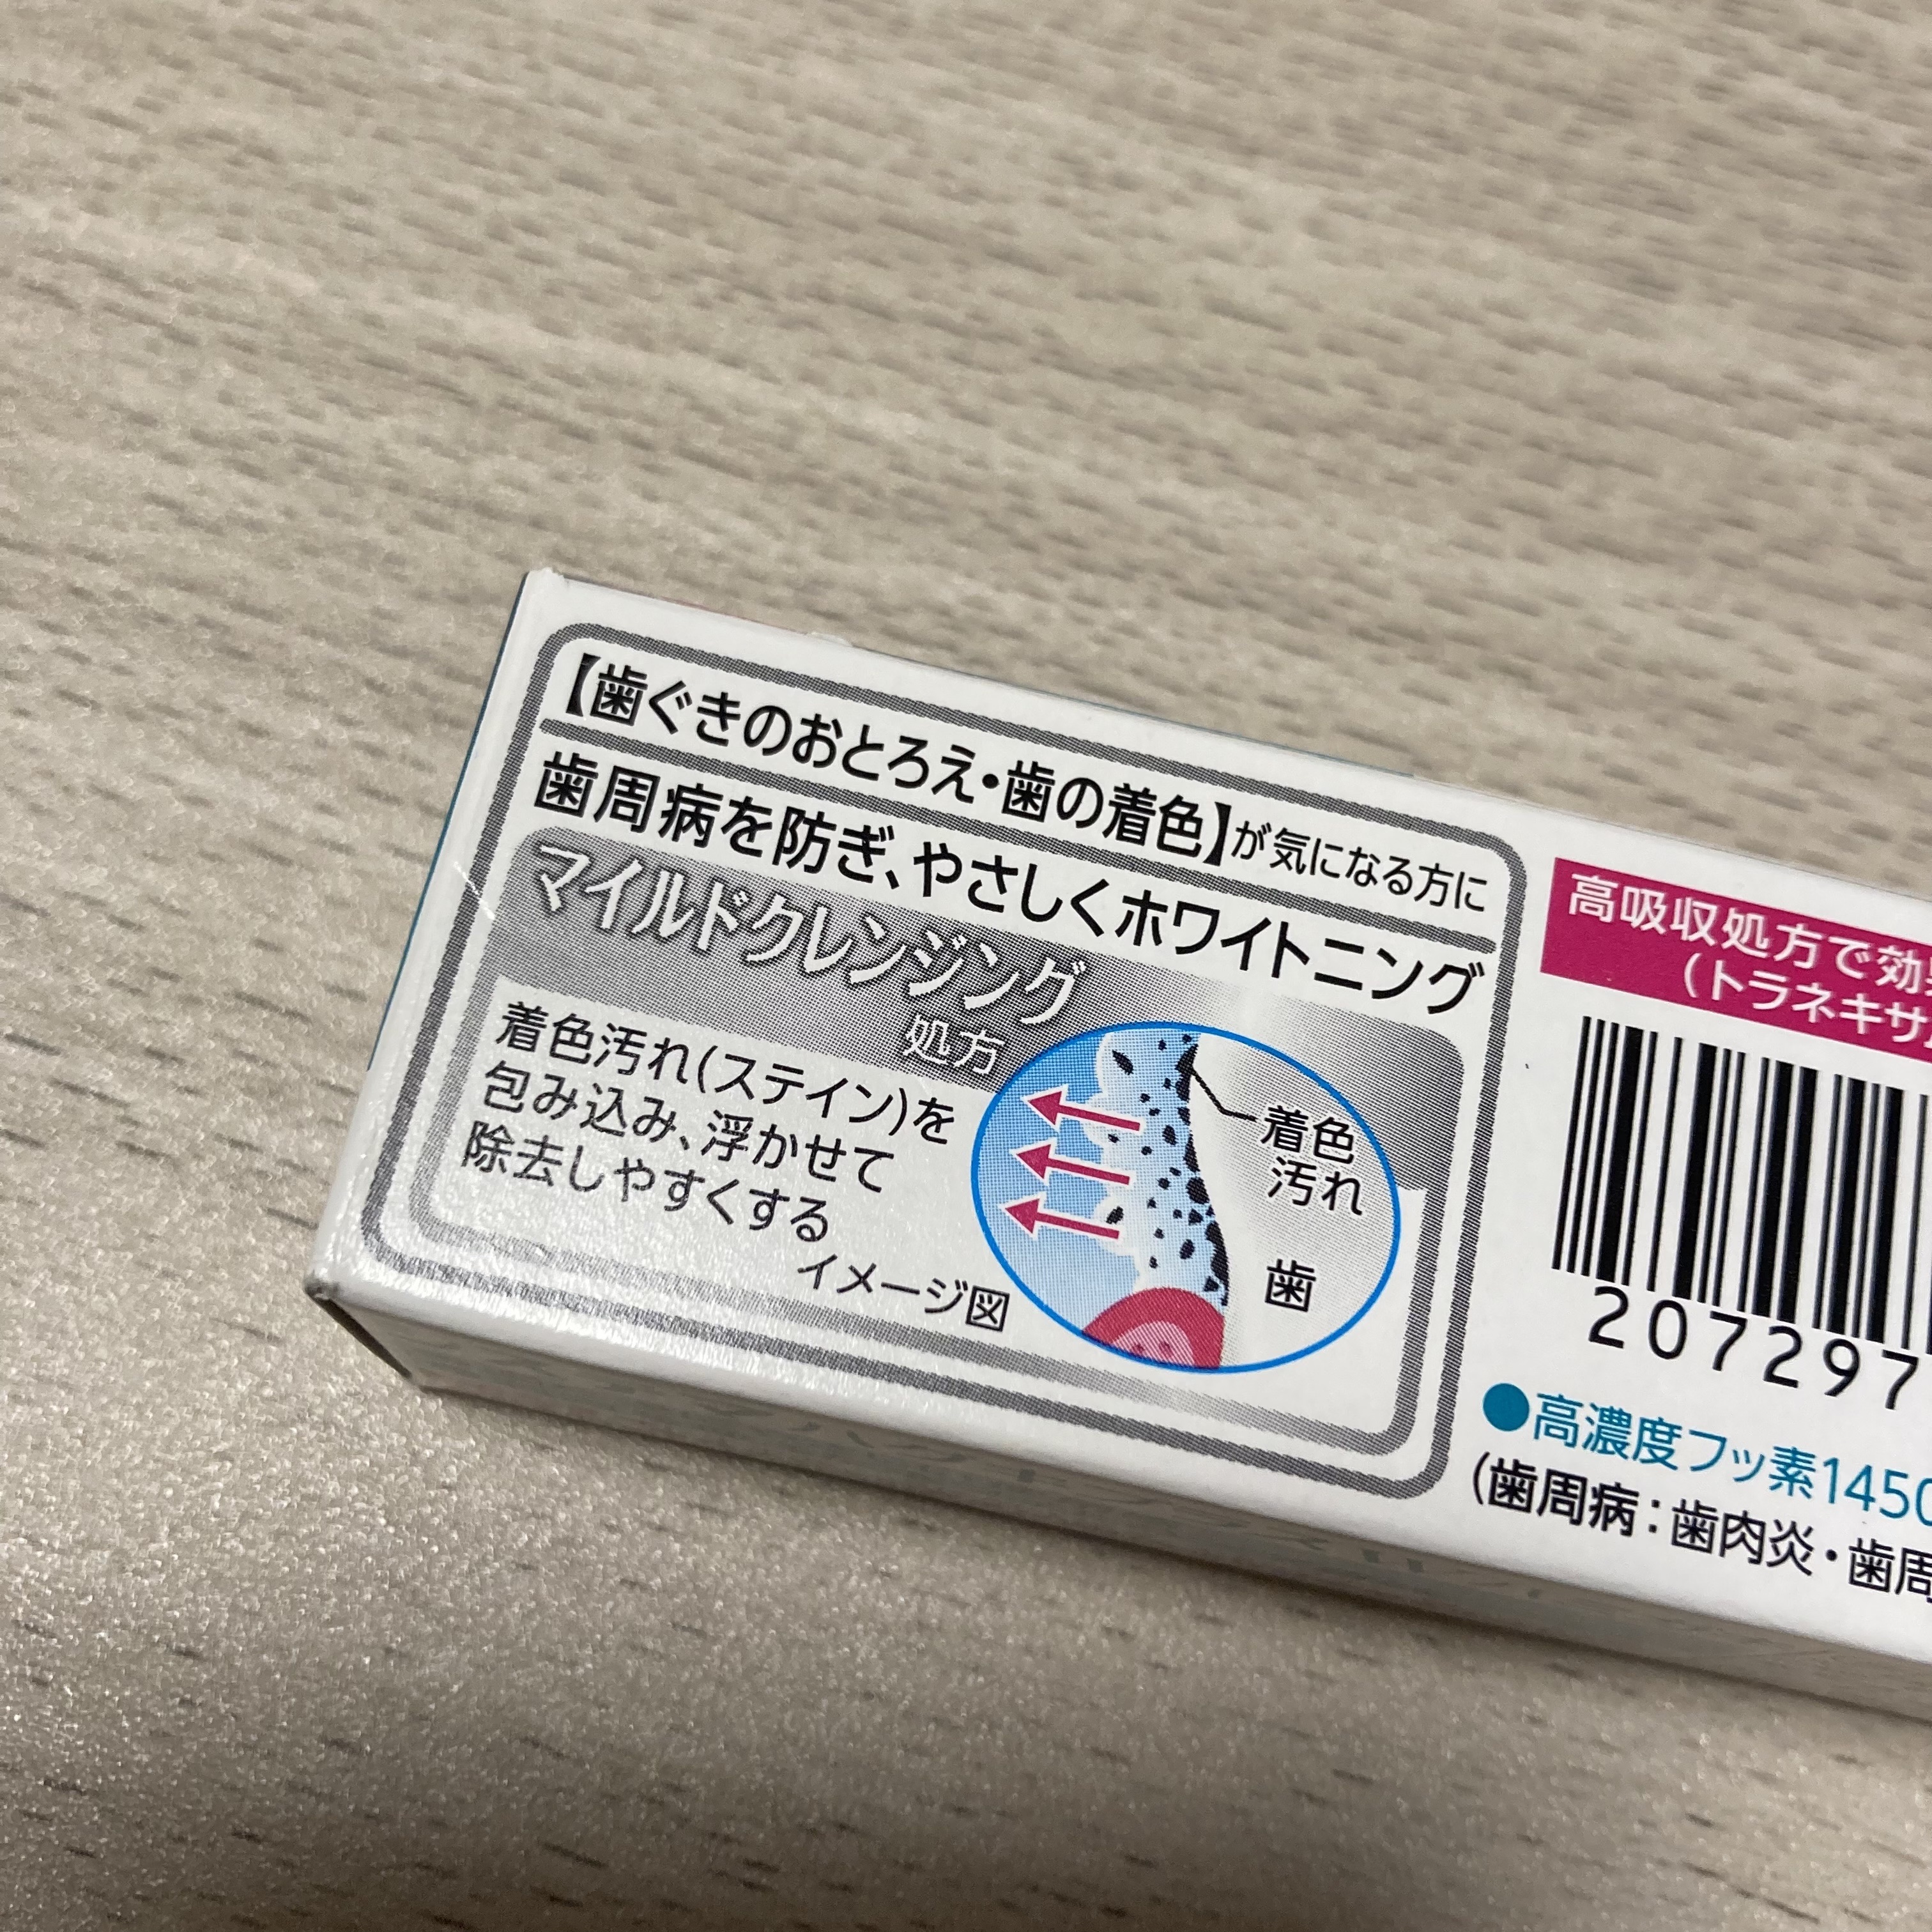 【歯ぐきのおとろえ・歯の着色】が気になる方に
歯周病を防ぎ、やさしくホワイトニング
マイルドクレンジング
処方
着色汚れ(ステイン)を
包み込み、浮かせて
除去しやすくする
イメージ図
着色
汚れ
歯
高吸収処方で効
(トラネキサ
207297
●高濃度フッ素1450
(歯周病：歯肉炎・歯周